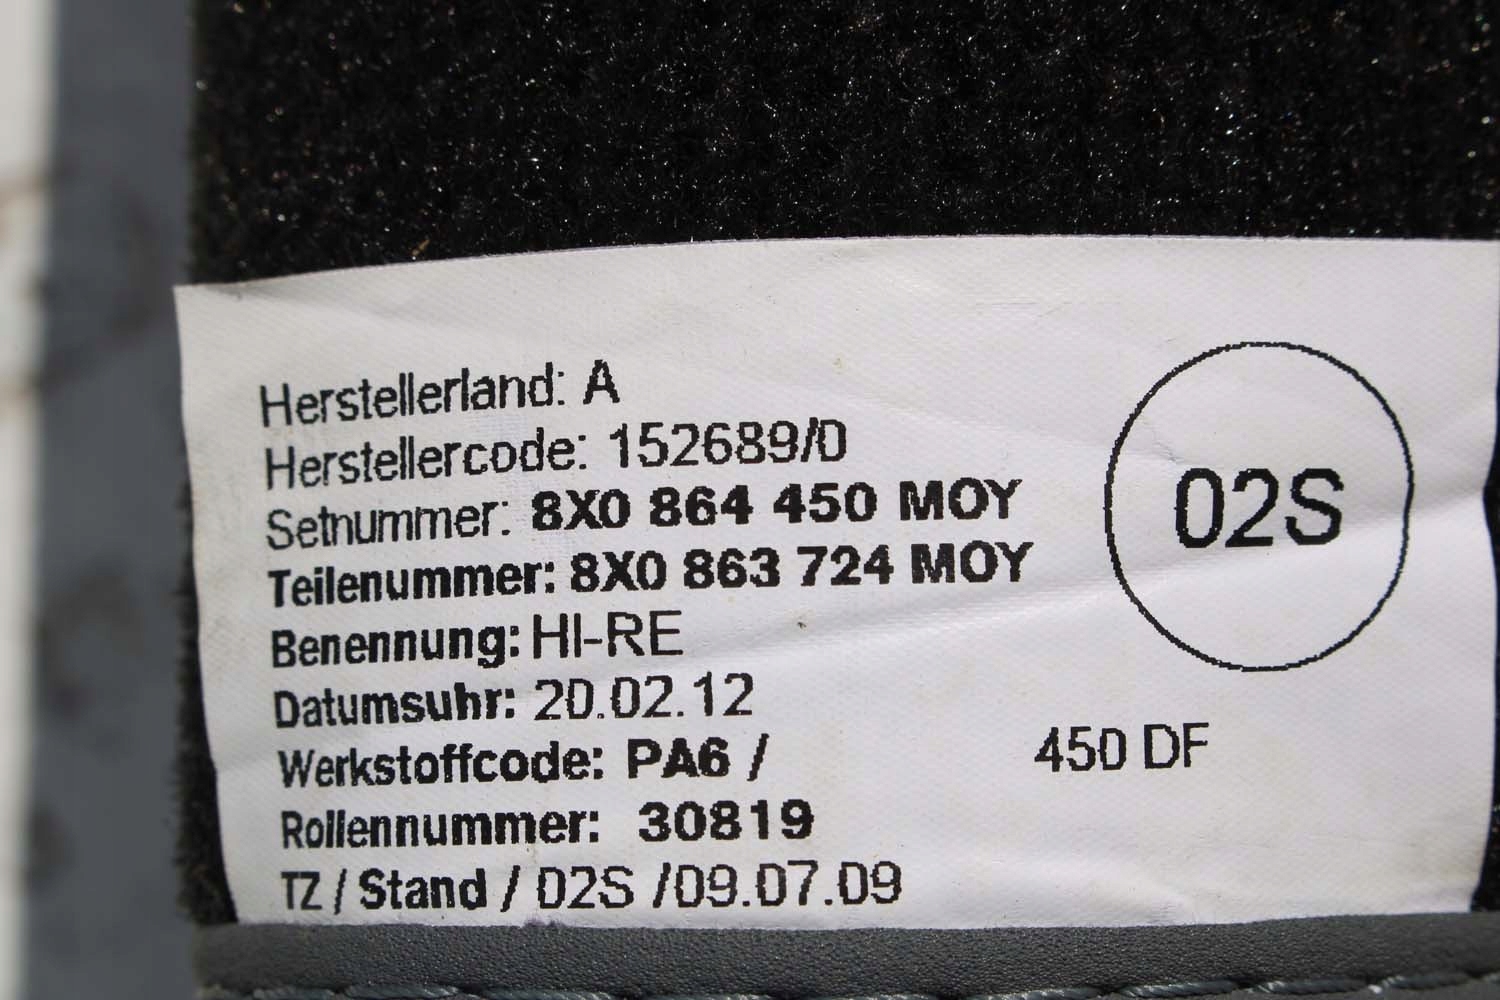 Herstellerland: A
Herstellercode: 152689/0
Setnummer: 8X0 864 450 MOY
Teilenummer: 8X0 863 724 MOY
Benennung: HI-RE
Datumsuhr: 20.02.12
Werkstoffcode: PA6 /
Rollennummer: 30819
TZ / Stand / 02S /09.07.09
02S
450 DF